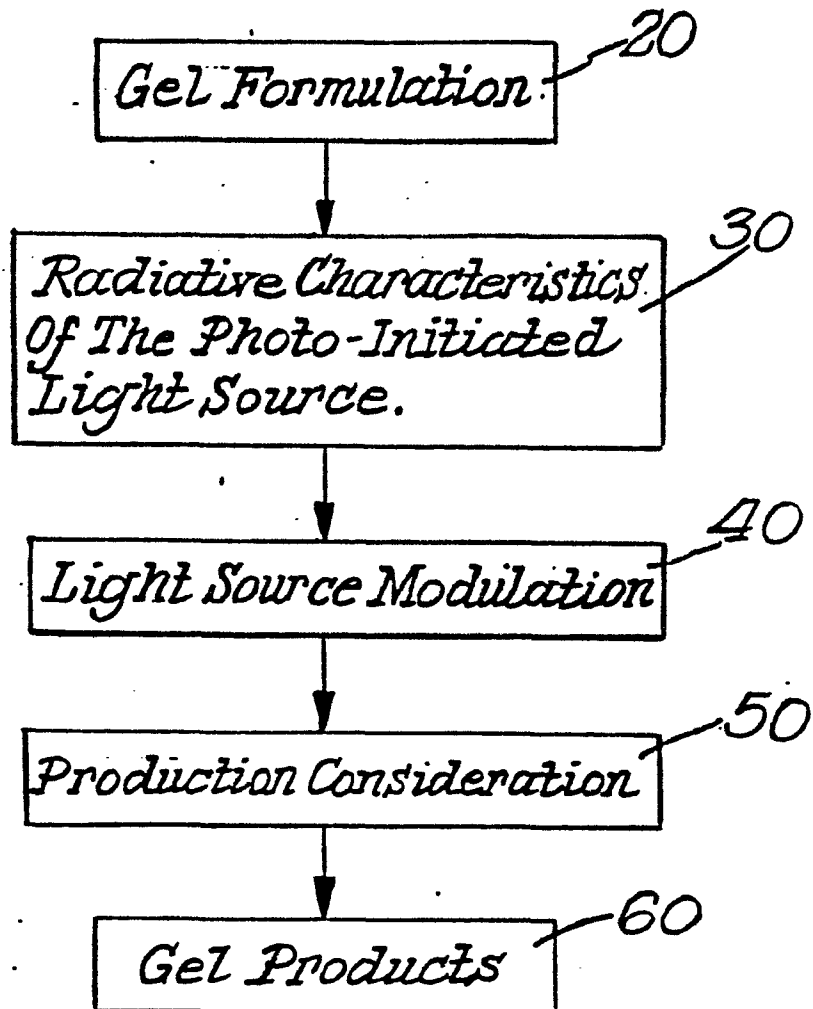 20
Gel Formulation
30
Radiative Characteristics
Of The Photo-Initiated
Light Source.
40
Light Source Modulation
50
Production Consideration
60
Gel Products